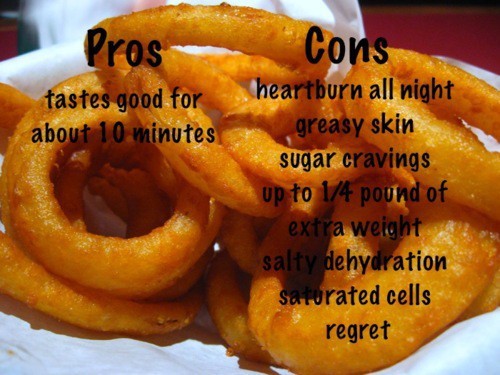 Pros
tastes good for
about 10 minutes
Cons
heartburn all night
greasy skin
sugar cravings
up to 1/4 pound of
extra weight
salty dehydration
saturated cells
regret